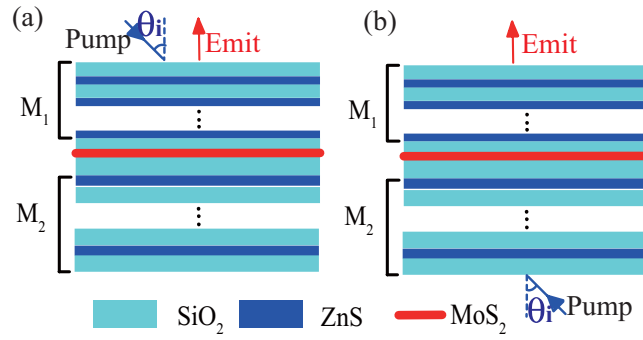 (a)
Pump θi Emit
M1
M2
(b)
Emit
M1
M2
θi Pump
SiO2 ZnS MoS2